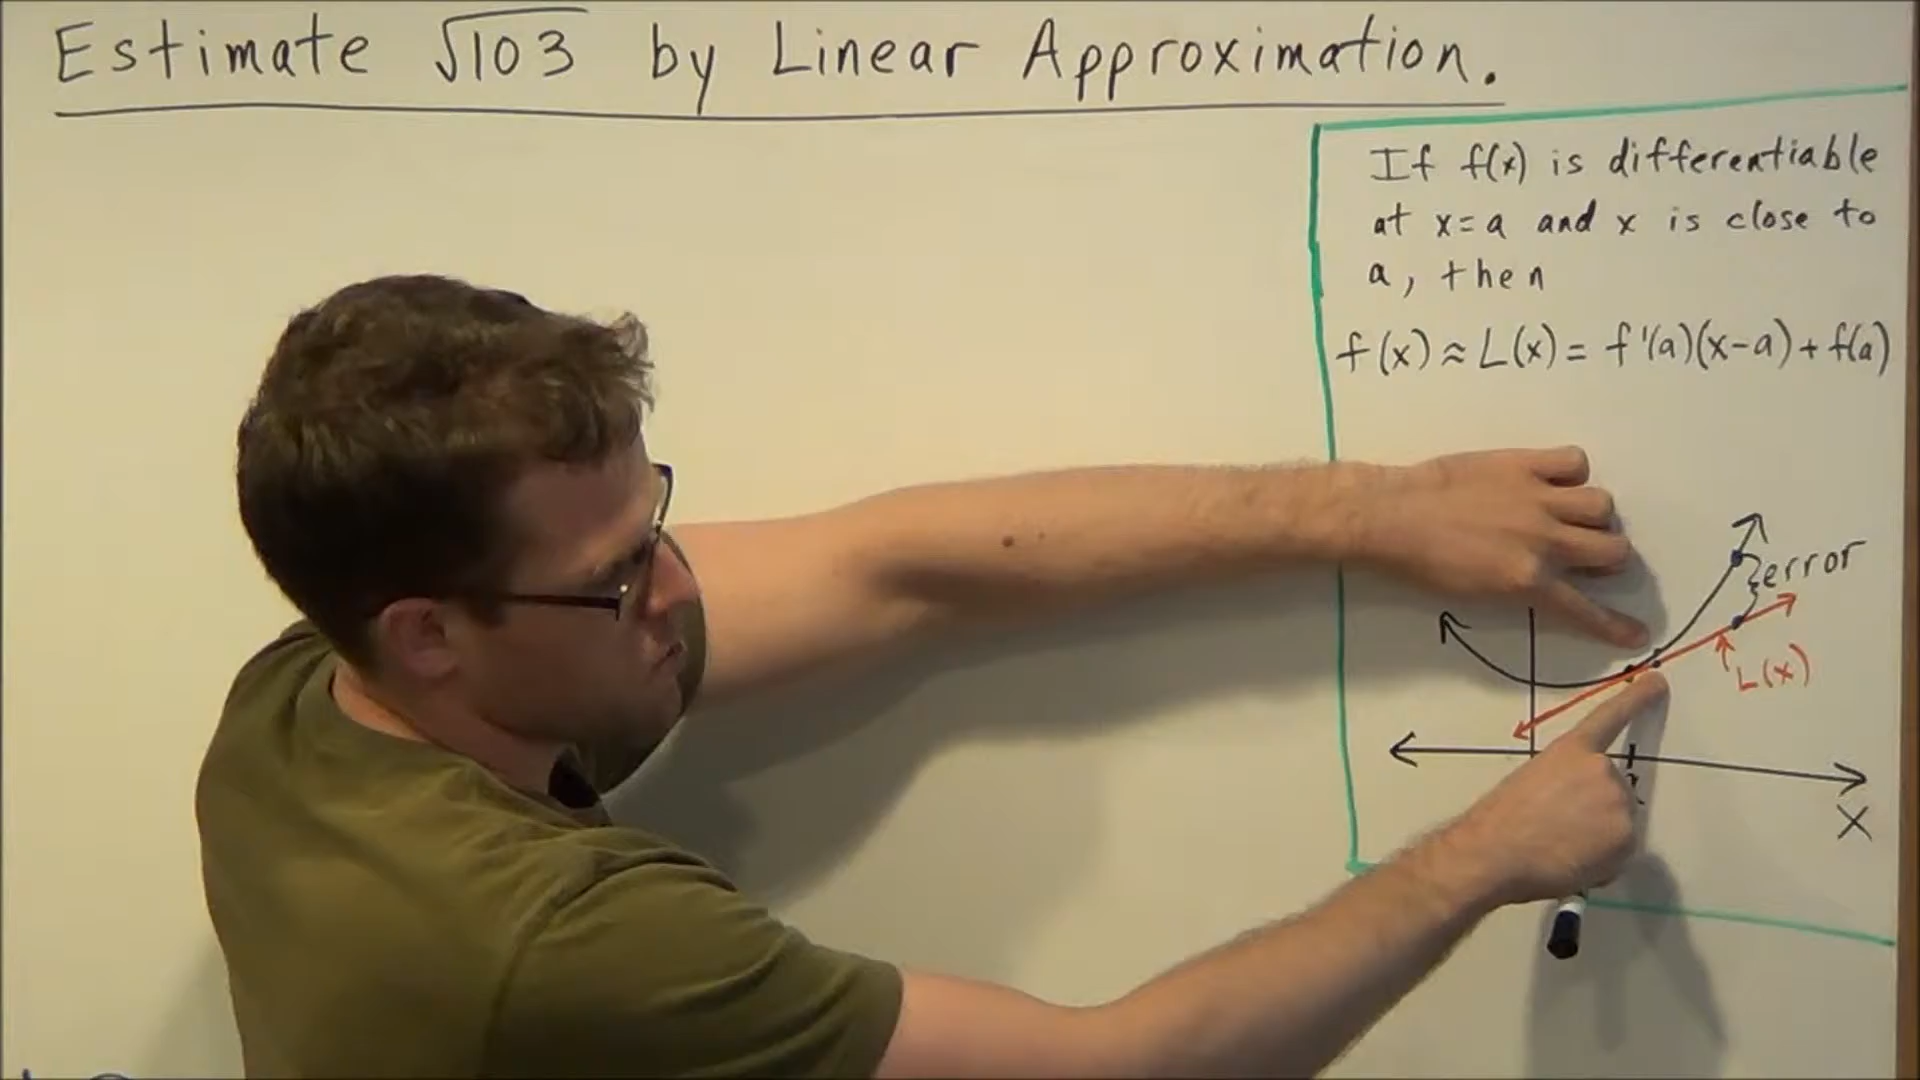 Estimate √103 by Linear Approximation.
If f(x) is differentiable
at x=a and x is close to
a, then
f(x) ≈ L(x) = f'(a)(x-a) + f(a)
error
L(x)
x